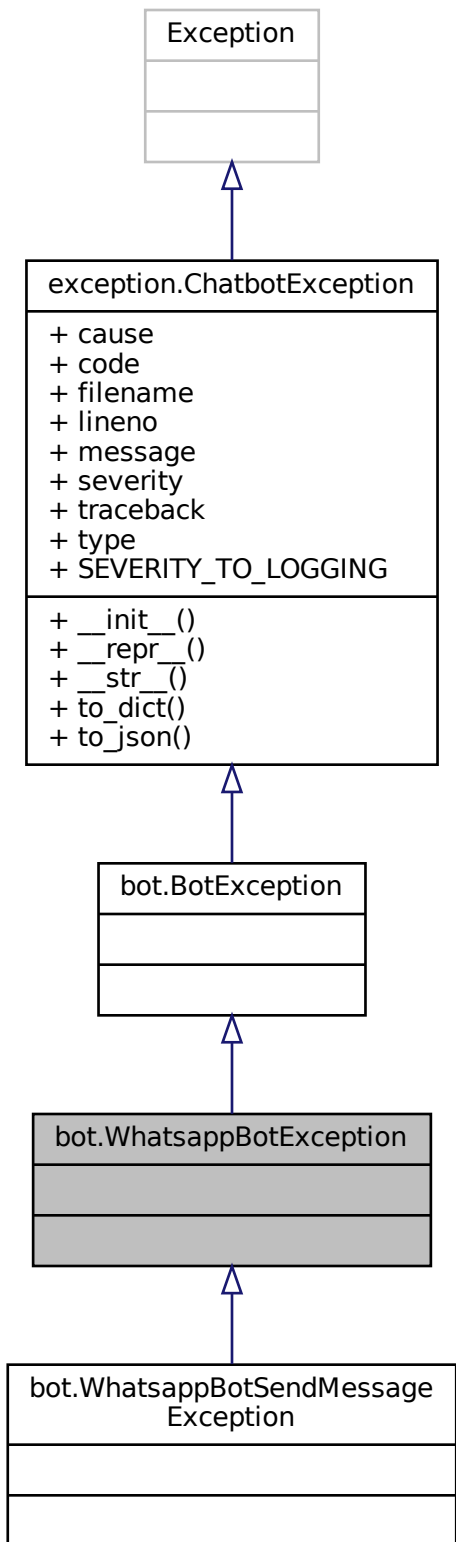 Exception
exception.ChatbotException
+ cause
+ code
+ filename
+ lineno
+ message
+ severity
+ traceback
+ type
+ SEVERITY_TO_LOGGING
+ __init__()
+ __repr__()
+ __str__()
+ to_dict()
+ to_json()
bot.BotException
bot.WhatsappBotException
bot.WhatsappBotSendMessage
Exception